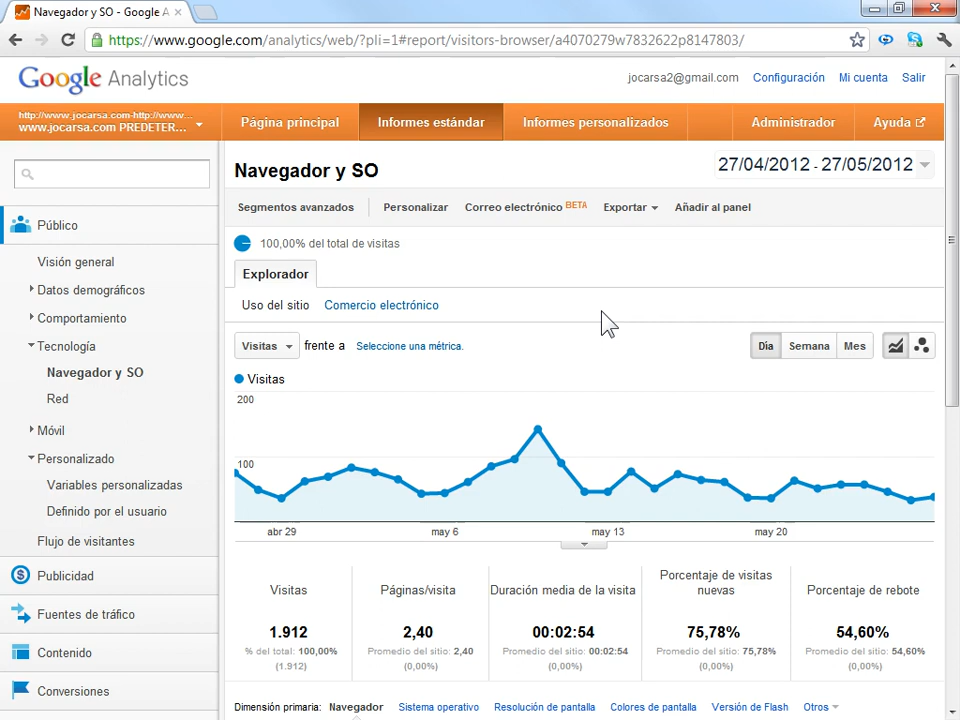 Navegador y SO - Google A
https://www.google.com/analytics/web/?pli=1#report/visitors-browser/a4070279w7832622p8147803/
Google Analytics
jocarsa2@gmail.com Configuración Mi cuenta Salir
http://www.jocarsa.com-http://www...
www.jocarsa.com PREDETER...
Página principal Informes estándar Informes personalizados Administrador Ayuda
Navegador y SO
27/04/2012 - 27/05/2012
Segmentos avanzados Personalizar Correo electrónico BETA Exportar Añadir al panel
Público
100,00% del total de visitas
Visión general
Explorador
Datos demográficos
Uso del sitio Comercio electrónico
Comportamiento
Tecnología
Visitas frente a Seleccione una métrica.
Día Semana Mes
Navegador y SO
Visitas
Red
200
Móvil
Personalizado
100
Variables personalizadas
Definido por el usuario
abr 29 may 6 may 13 may 20
Flujo de visitantes
Publicidad
Fuentes de tráfico
Contenido
Conversiones
Visitas
1.912
% del total: 100,00%
(1.912)
Páginas/visita
2,40
Promedio del sitio: 2,40
(0,00%)
Duración media de la visita
00:02:54
Promedio del sitio: 00:02:54
(0,00%)
Porcentaje de visitas
nuevas
75,78%
Promedio del sitio: 75,78%
(0,00%)
Porcentaje de rebote
54,60%
Promedio del sitio: 54,60%
(0,00%)
Dimensión primaria: Navegador Sistema operativo Resolución de pantalla Colores de pantalla Versión de Flash Otros